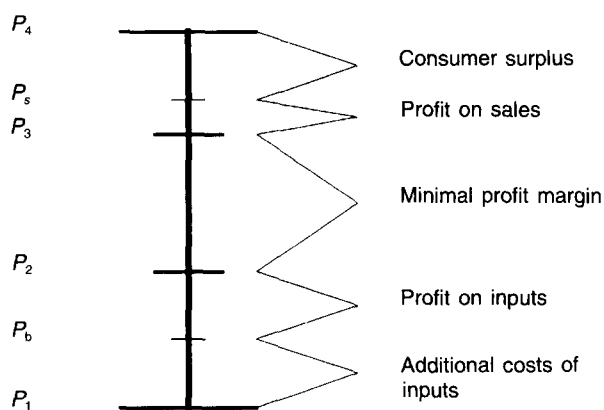 P4
Consumer surplus
Ps
Profit on sales
P3
Minimal profit margin
P2
Profit on inputs
Pb
Additional costs of
inputs
P1